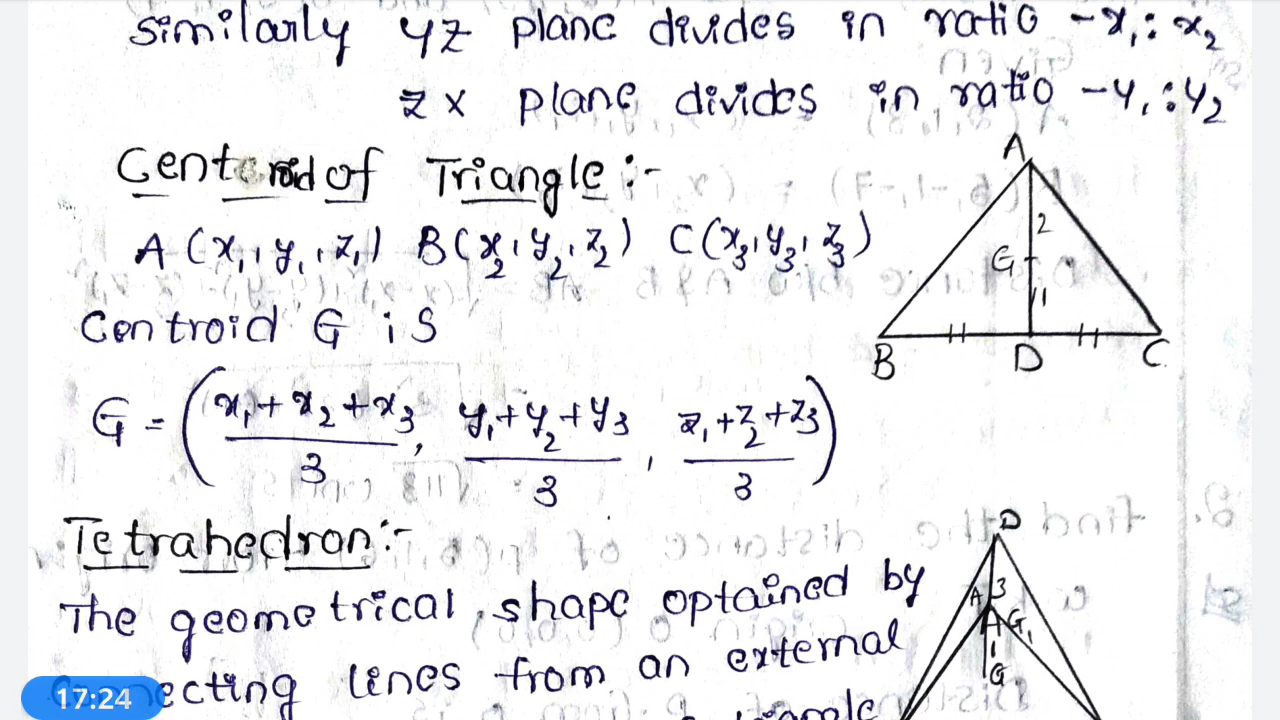 similarly yz plane divides in ratio -x₁ : x₂
zx plane divides in ratio -y₁ : y₂
Centroid of Triangle :-
A (x₁, y₁, z₁) B(x₂, y₂, z₂) C(x₃, y₃, z₃)
Centroid G is
G = ( x₁+x₂+x₃ / 3 , y₁+y₂+y₃ / 3 , z₁+z₂+z₃ / 3 )
A
2
G
1
B D C
Tetrahedron :-
The geometrical shape optained by
connecting lines from an external
triangle
D
3
A
G₁
1
G
17:24